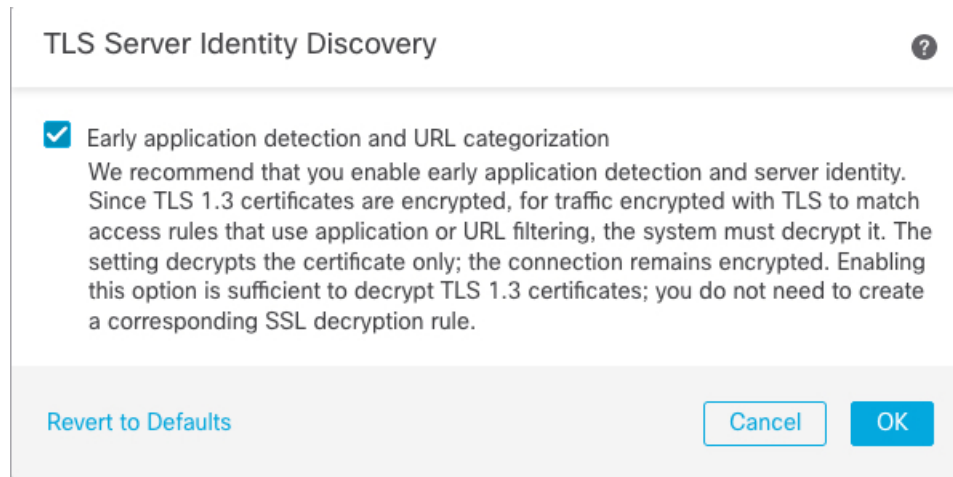 TLS Server Identity Discovery
?
Early application detection and URL categorization
We recommend that you enable early application detection and server identity.
Since TLS 1.3 certificates are encrypted, for traffic encrypted with TLS to match
access rules that use application or URL filtering, the system must decrypt it. The
setting decrypts the certificate only; the connection remains encrypted. Enabling
this option is sufficient to decrypt TLS 1.3 certificates; you do not need to create
a corresponding SSL decryption rule.
Revert to Defaults
Cancel
OK